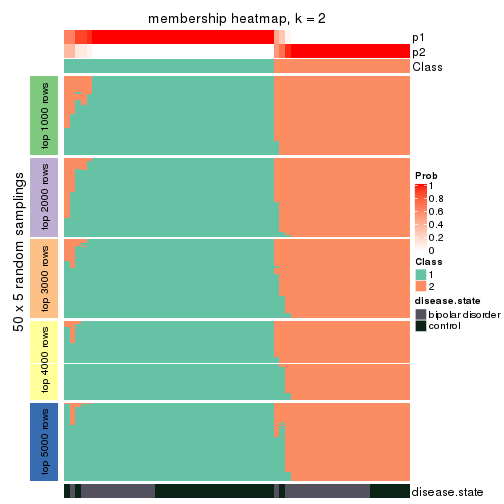 membership heatmap, k = 2
p1
p2
Class
50 x 5 random samplings
top 1000 rows
top 2000 rows
top 3000 rows
top 4000 rows
top 5000 rows
Prob
1
0.8
0.6
0.4
0.2
0
Class
1
2
disease.state
bipolar disorder
control
disease.state